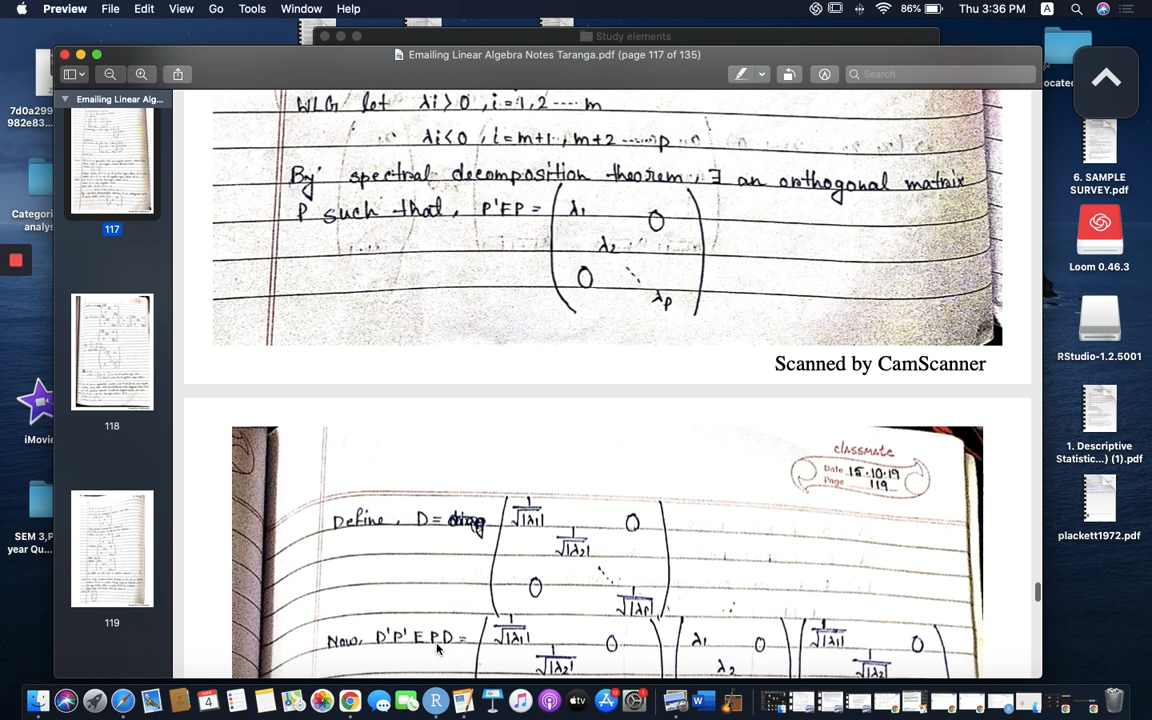 Preview File Edit View Go Tools Window Help
86% Thu 3:36 PM A
Study elements
Emailing Linear Algebra Notes Taranga.pdf (page 117 of 135)
Search
Emailing Linear Alg...
117
118
119
7d0a299
982e83...
Categori
analys
iMovie
SEM 3,P
year Qu...
ocate
6. SAMPLE
SURVEY.pdf
Loom 0.46.3
RStudio-1.2.5001
1. Descriptive
Statistic...) (1).pdf
plackett1972.pdf
WLG let λi > 0, i = 1, 2 ---- m
λi < 0, i = m+1, m+2 ------ p
By spectral decomposition theorem, ∃ an orthogonal matrix
P such that, P'EP = ( λ1 0
λ2
0 ⋱
λp )
Scanned by CamScanner
classmate
Date 15·10·19
Page 119
Define, D = ( 1/√|λ1| 0
1/√|λ2|
0 ⋱
1/√|λp| )
Now, D'P' E P D = ( 1/√|λ1| 0 ) ( λ1 0 ) ( 1/√|λ1| 0 )
1/√|λ2| λ2 1/√|λ2|
tv
4